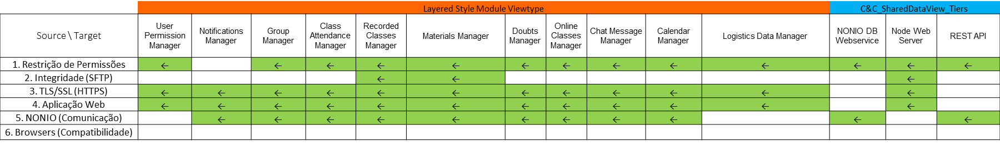 Layered Style Module Viewtype C&C_SharedDataView_Tiers
Source \ Target User Permission Manager Notifications Manager Group Manager Class Attendance Manager Recorded Classes Manager Materials Manager Doubts Manager Online Classes Manager Chat Message Manager Calendar Manager Logistics Data Manager NONIO DB Webservice Node Web Server REST API
1. Restrição de Permissões ← ← ← ← ← ← ← ← ← ← ← ← ←
2. Integridade (SFTP) ← ← ←
3. TLS/SSL (HTTPS) ← ← ← ← ← ← ← ← ← ← ← ←
4. Aplicação Web ← ← ← ← ← ← ← ← ← ← ← ←
5. NONIO (Comunicação) ← ← ← ← ← ← ← ← ← ← ←
6. Browsers (Compatibilidade)